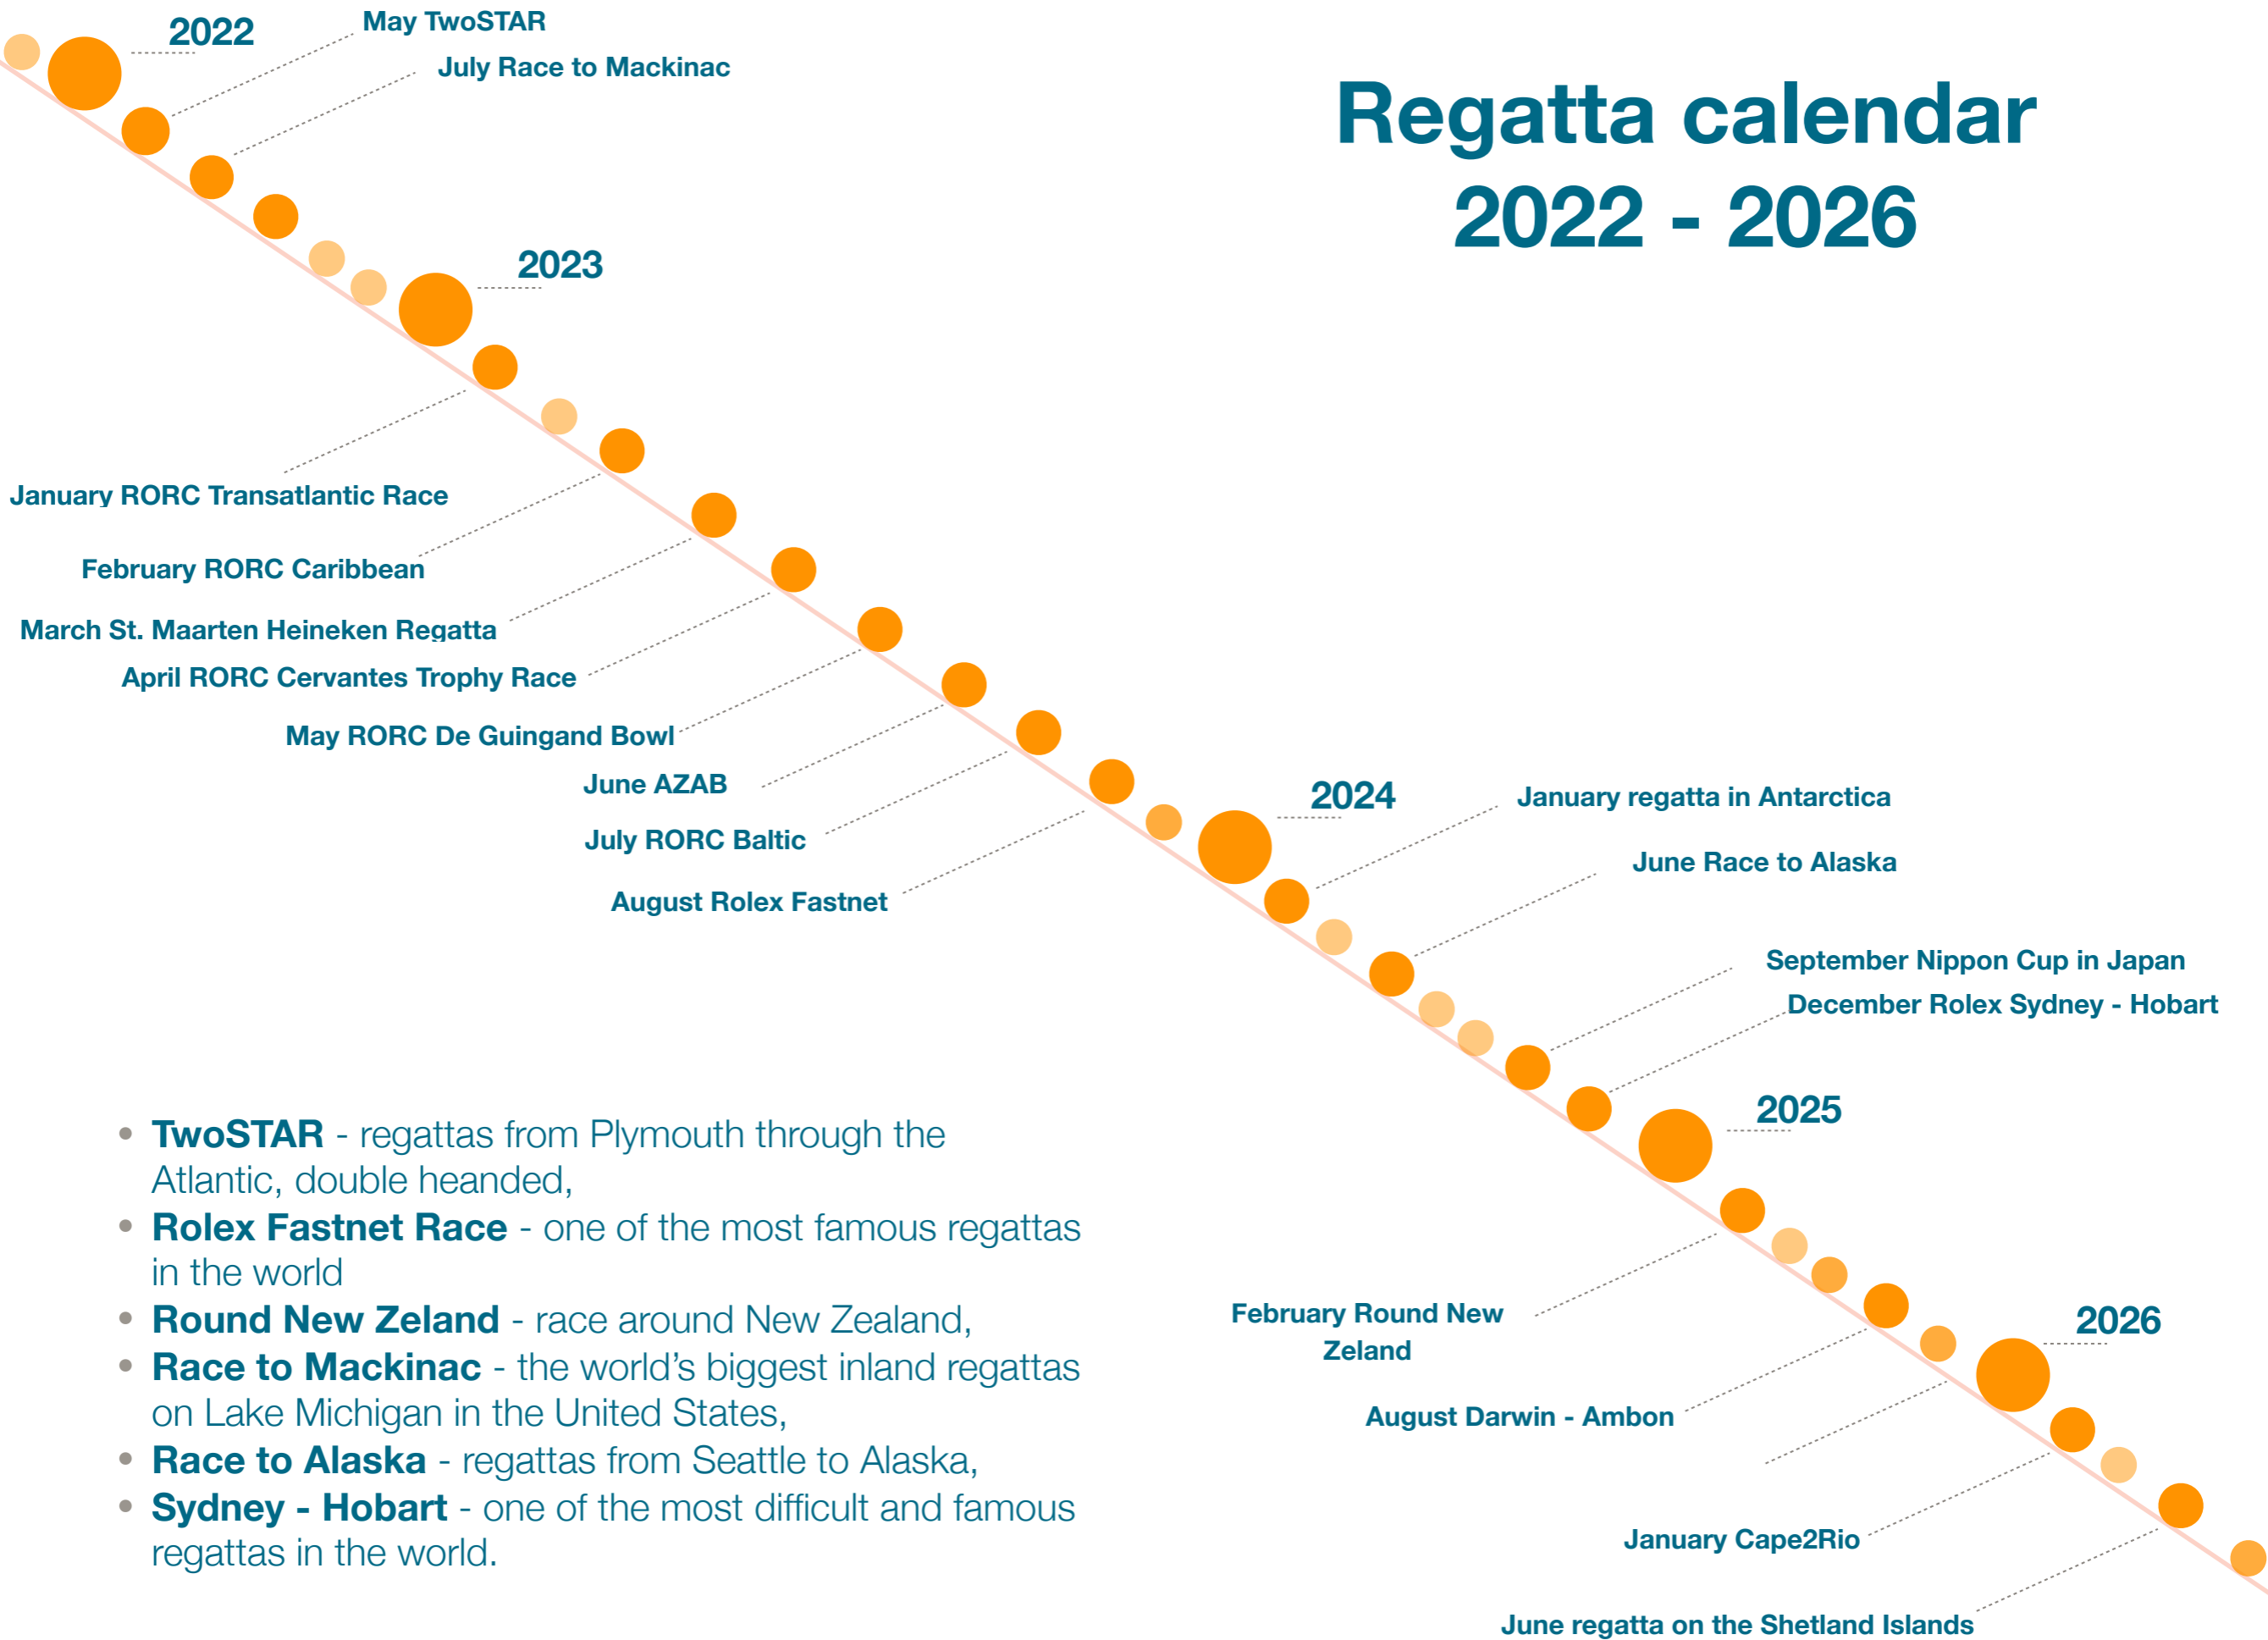 2022
May TwoSTAR
July Race to Mackinac
Regatta calendar
2022 - 2026
2023
January RORC Transatlantic Race
February RORC Caribbean
March St. Maarten Heineken Regatta
April RORC Cervantes Trophy Race
May RORC De Guingand Bowl
June AZAB
July RORC Baltic
August Rolex Fastnet
2024
January regatta in Antarctica
June Race to Alaska
September Nippon Cup in Japan
December Rolex Sydney - Hobart
2025
February Round New
Zeland
August Darwin - Ambon
2026
January Cape2Rio
June regatta on the Shetland Islands
• TwoSTAR - regattas from Plymouth through the
Atlantic, double heanded,
• Rolex Fastnet Race - one of the most famous regattas
in the world
• Round New Zeland - race around New Zealand,
• Race to Mackinac - the world’s biggest inland regattas
on Lake Michigan in the United States,
• Race to Alaska - regattas from Seattle to Alaska,
• Sydney - Hobart - one of the most difficult and famous
regattas in the world.